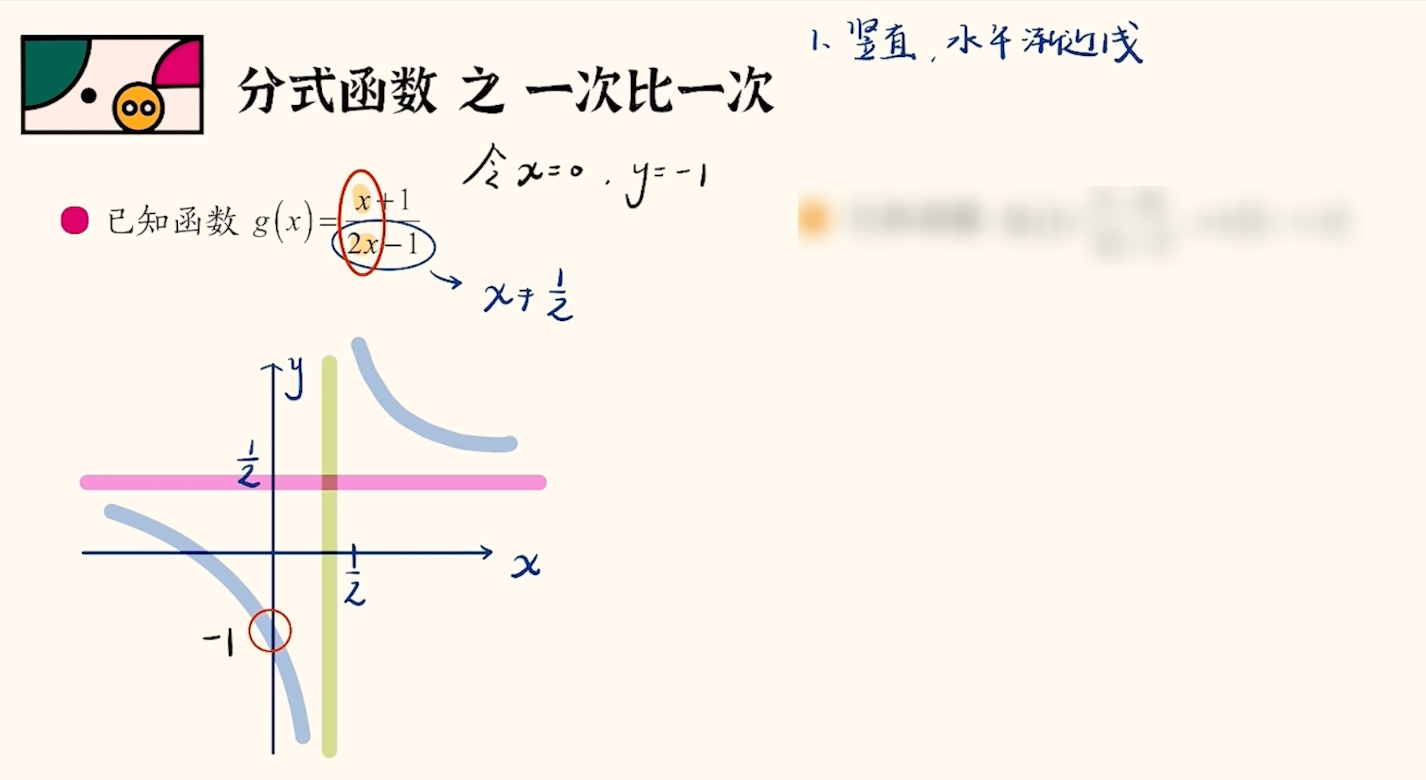 1、竖直,水平渐近线
分式函数 之 一次比一次
令x=0, y=-1
已知函数 g(x)=\frac{x+1}{2x-1}
x≠\frac{1}{2}
y
\frac{1}{2}
x
\frac{1}{2}
-1